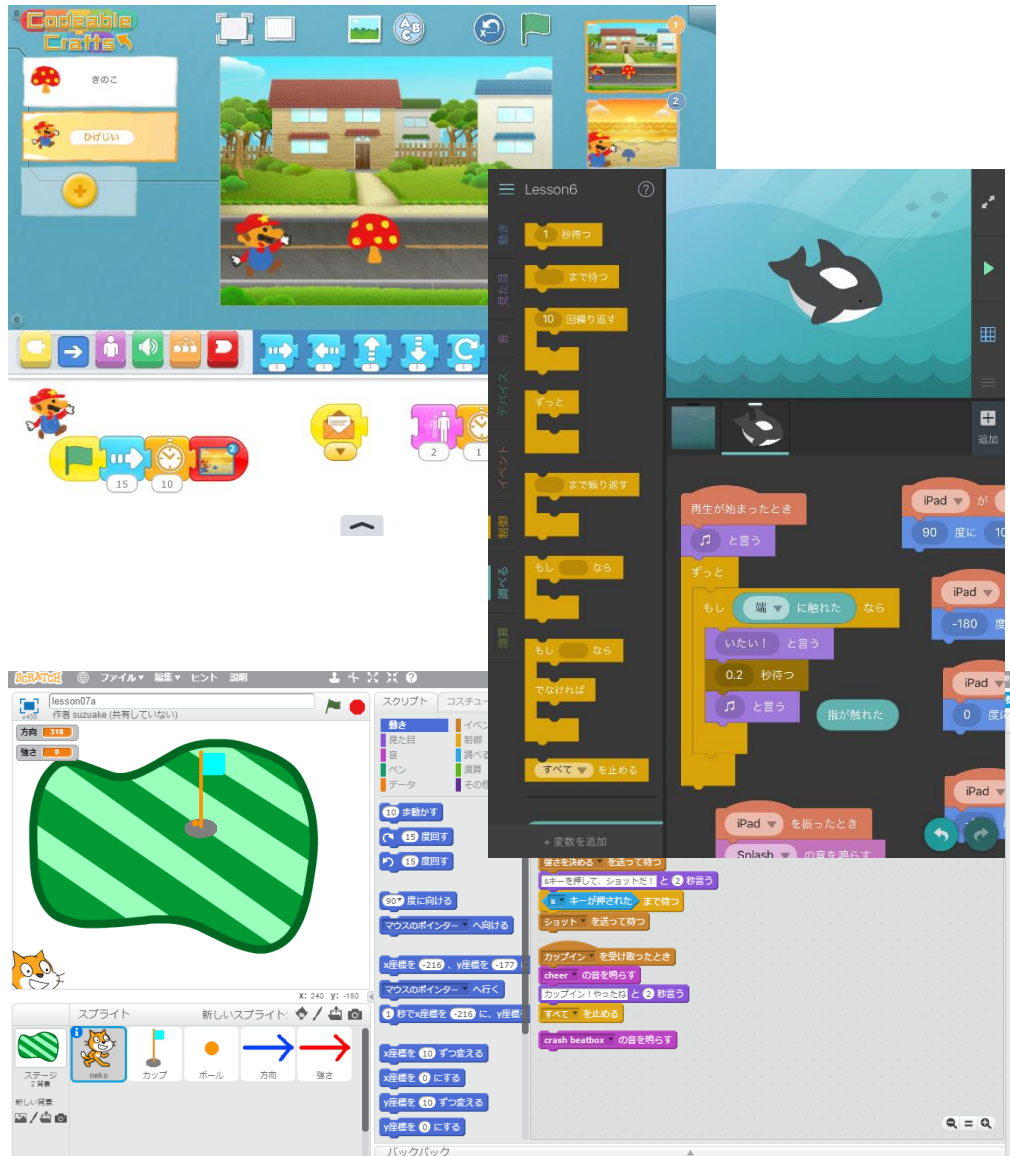 Codeable
Crafts
ABC
x
1
きのこ
ひげじい
2
1
1
1
1
1
2
15
10
2
1
Lesson6
?
動き
見た目
音
デバイス
イベント
制御
調べる
演算
1 秒待つ
まで待つ
10 回繰り返す
ずっと
まで繰り返す
もし なら
もし なら
でなければ
すべて を止める
+ 変数を追加
追加
再生が始まったとき
♫ と言う
ずっと
もし 端 に触れた なら
いたい! と言う
0.2 秒待つ
♫ と言う
指が触れた
iPad が
90 度に 10
iPad
-180 度
iPad
0 度に
iPad
iPad を振ったとき
Splash の音を鳴らす
SCRATCH ファイル 編集 ヒント 説明
lesson07a
v456
作者 suzuake (共有していない)
方向 318
強さ 0
x: 240 y: -180
スプライト 新しいスプライト:
ステージ
2 背景
新しい背景:
neko
カップ
ボール
方向
強さ
スクリプト コスチュー
動き イベン
見た目 制御
音 調べる
ペン 演算
データ その他
10 歩動かす
15 度回す
15 度回す
90 度に向ける
マウスのポインター へ向ける
x座標を -216 、y座標を -177
マウスのポインター へ行く
1 秒でx座標を -216 に、y座標
x座標を 10 ずつ変える
x座標を 0 にする
y座標を 10 ずつ変える
y座標を 0 にする
バックパック
強さを決める を送って待つ
sキーを押して、ショットだ! と 2 秒言う
s キーが押された まで待つ
ショット を送って待つ
カップイン を受け取ったとき
cheer の音を鳴らす
カップイン!やったね と 2 秒言う
すべて を止める
crash beatbox の音を鳴らす